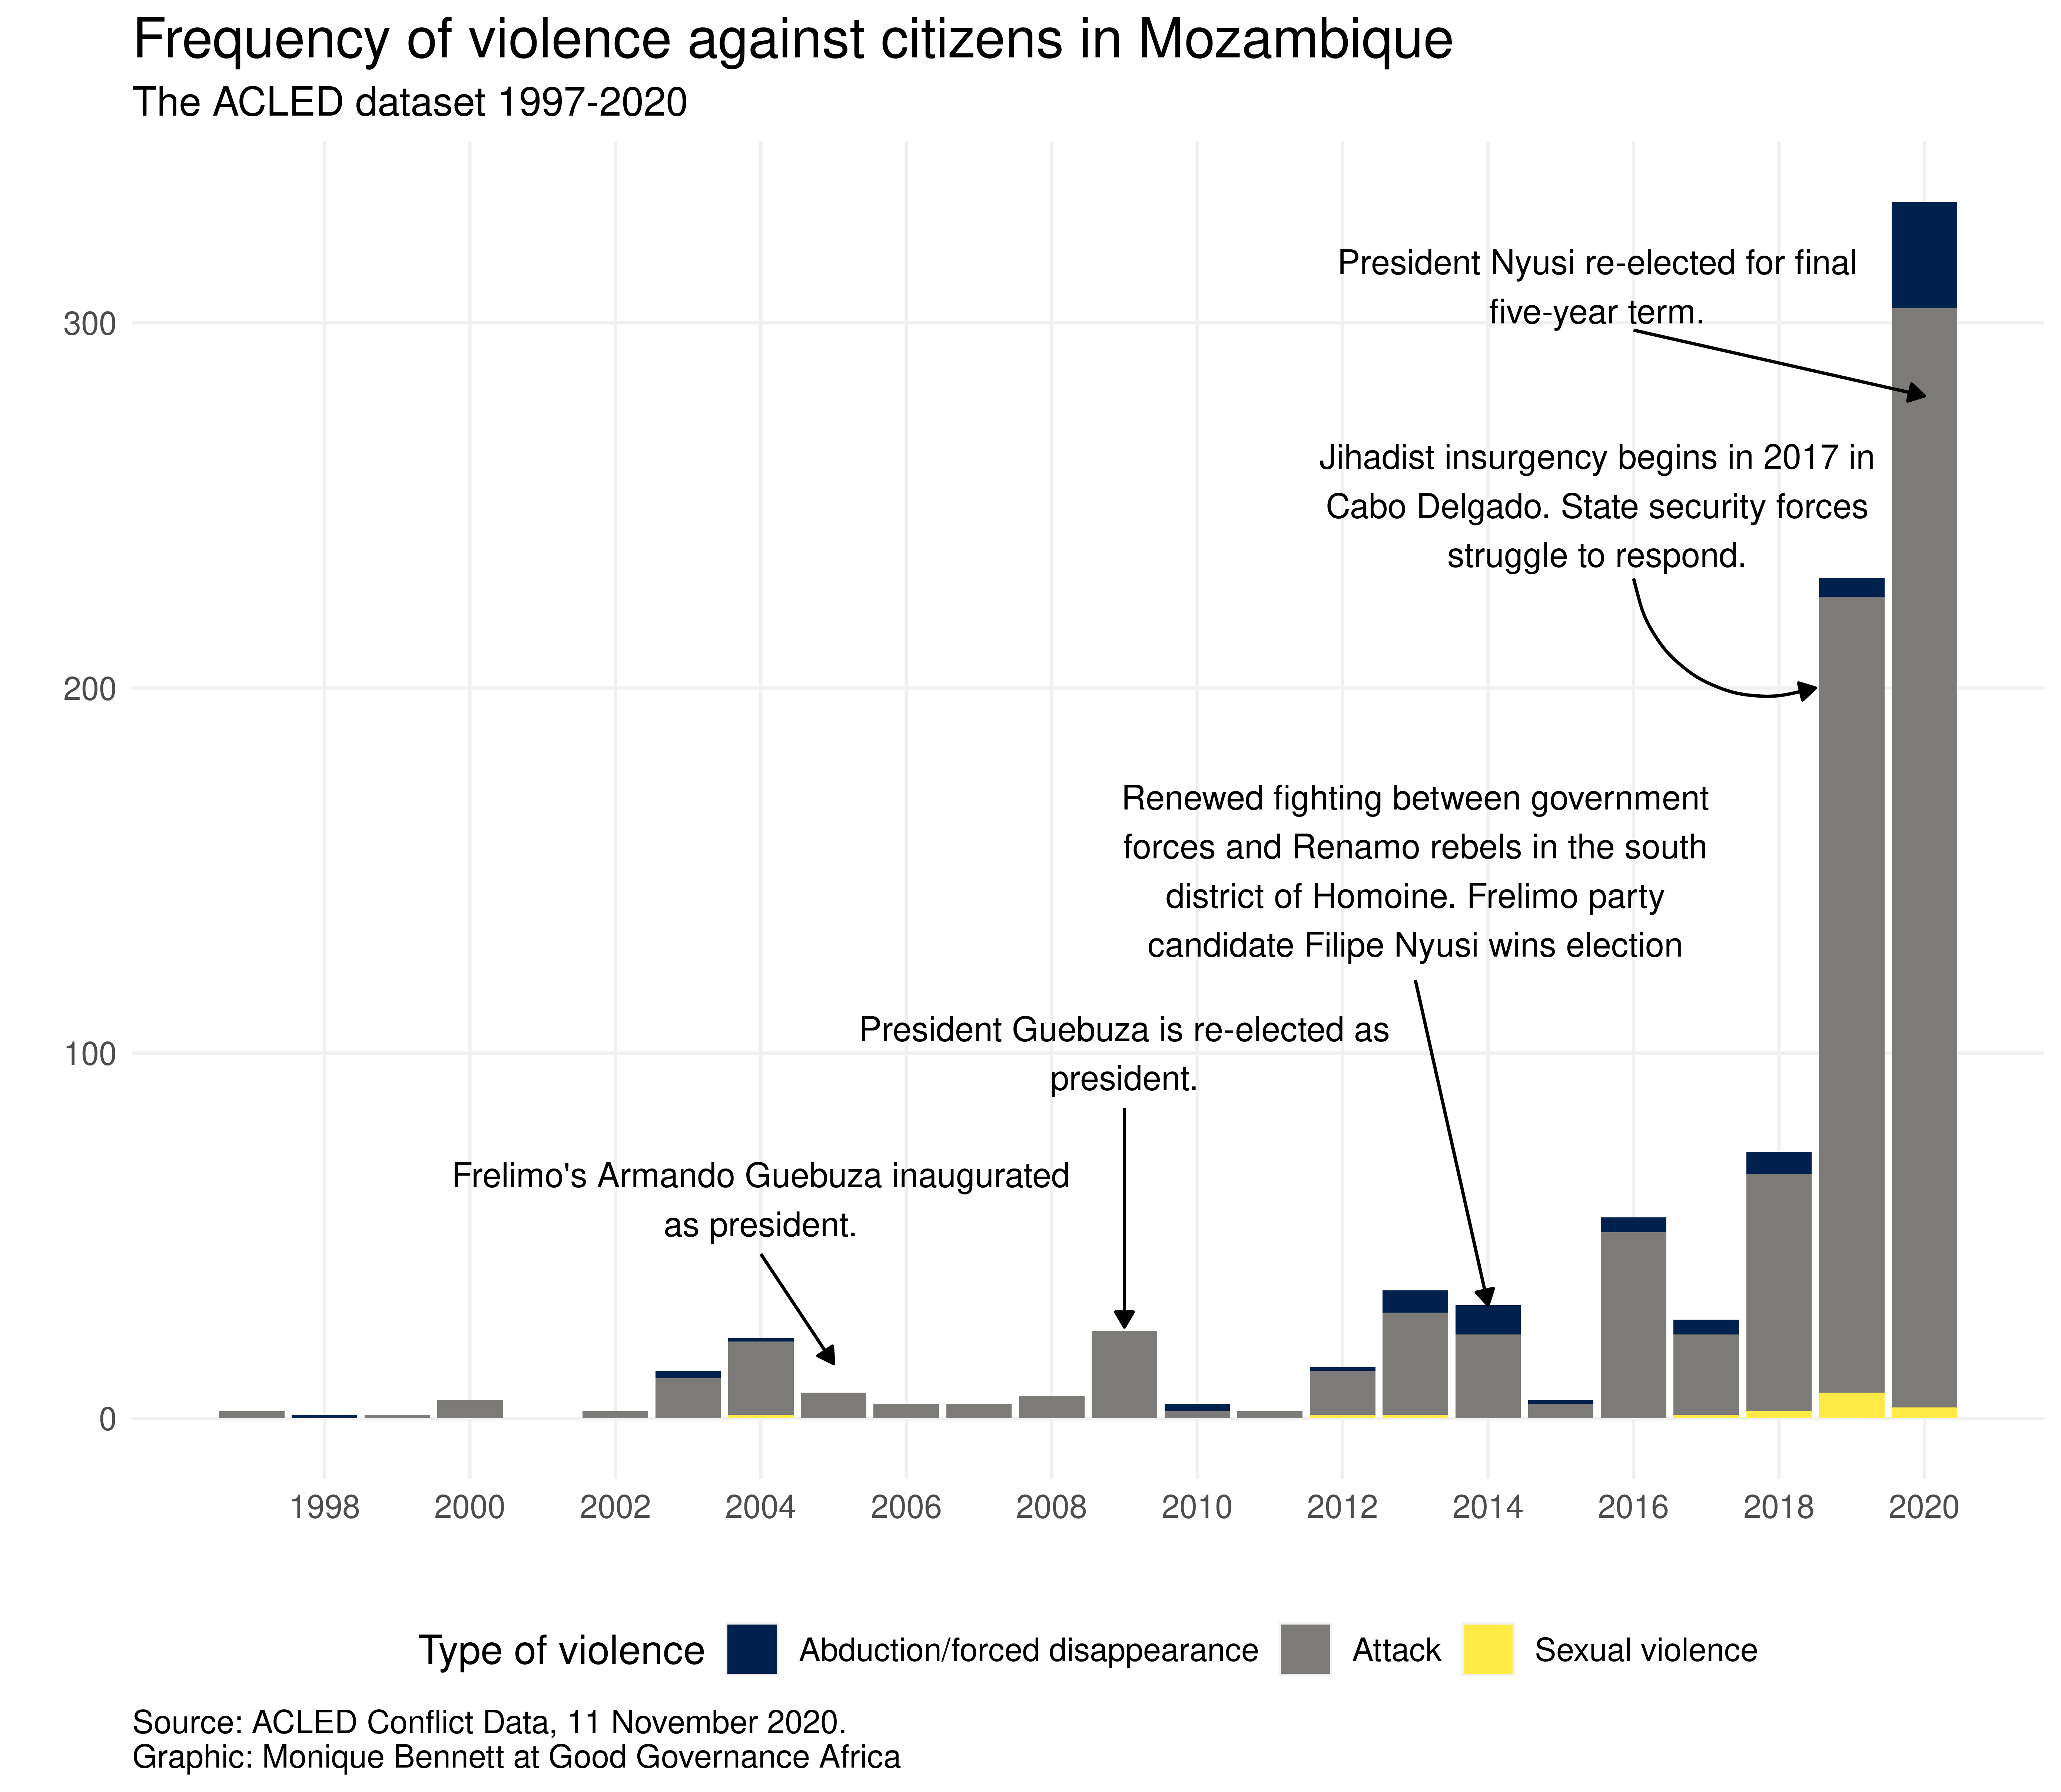 Frequency of violence against citizens in Mozambique
The ACLED dataset 1997-2020
President Nyusi re-elected for final
five-year term.
300
Jihadist insurgency begins in 2017 in
Cabo Delgado. State security forces
struggle to respond.
200
Renewed fighting between government
forces and Renamo rebels in the south
district of Homoine. Frelimo party
candidate Filipe Nyusi wins election
President Guebuza is re-elected as
president.
100
Frelimo's Armando Guebuza inaugurated
as president.
0
1998 2000 2002 2004 2006 2008 2010 2012 2014 2016 2018 2020
Type of violence Abduction/forced disappearance Attack Sexual violence
Source: ACLED Conflict Data, 11 November 2020.
Graphic: Monique Bennett at Good Governance Africa